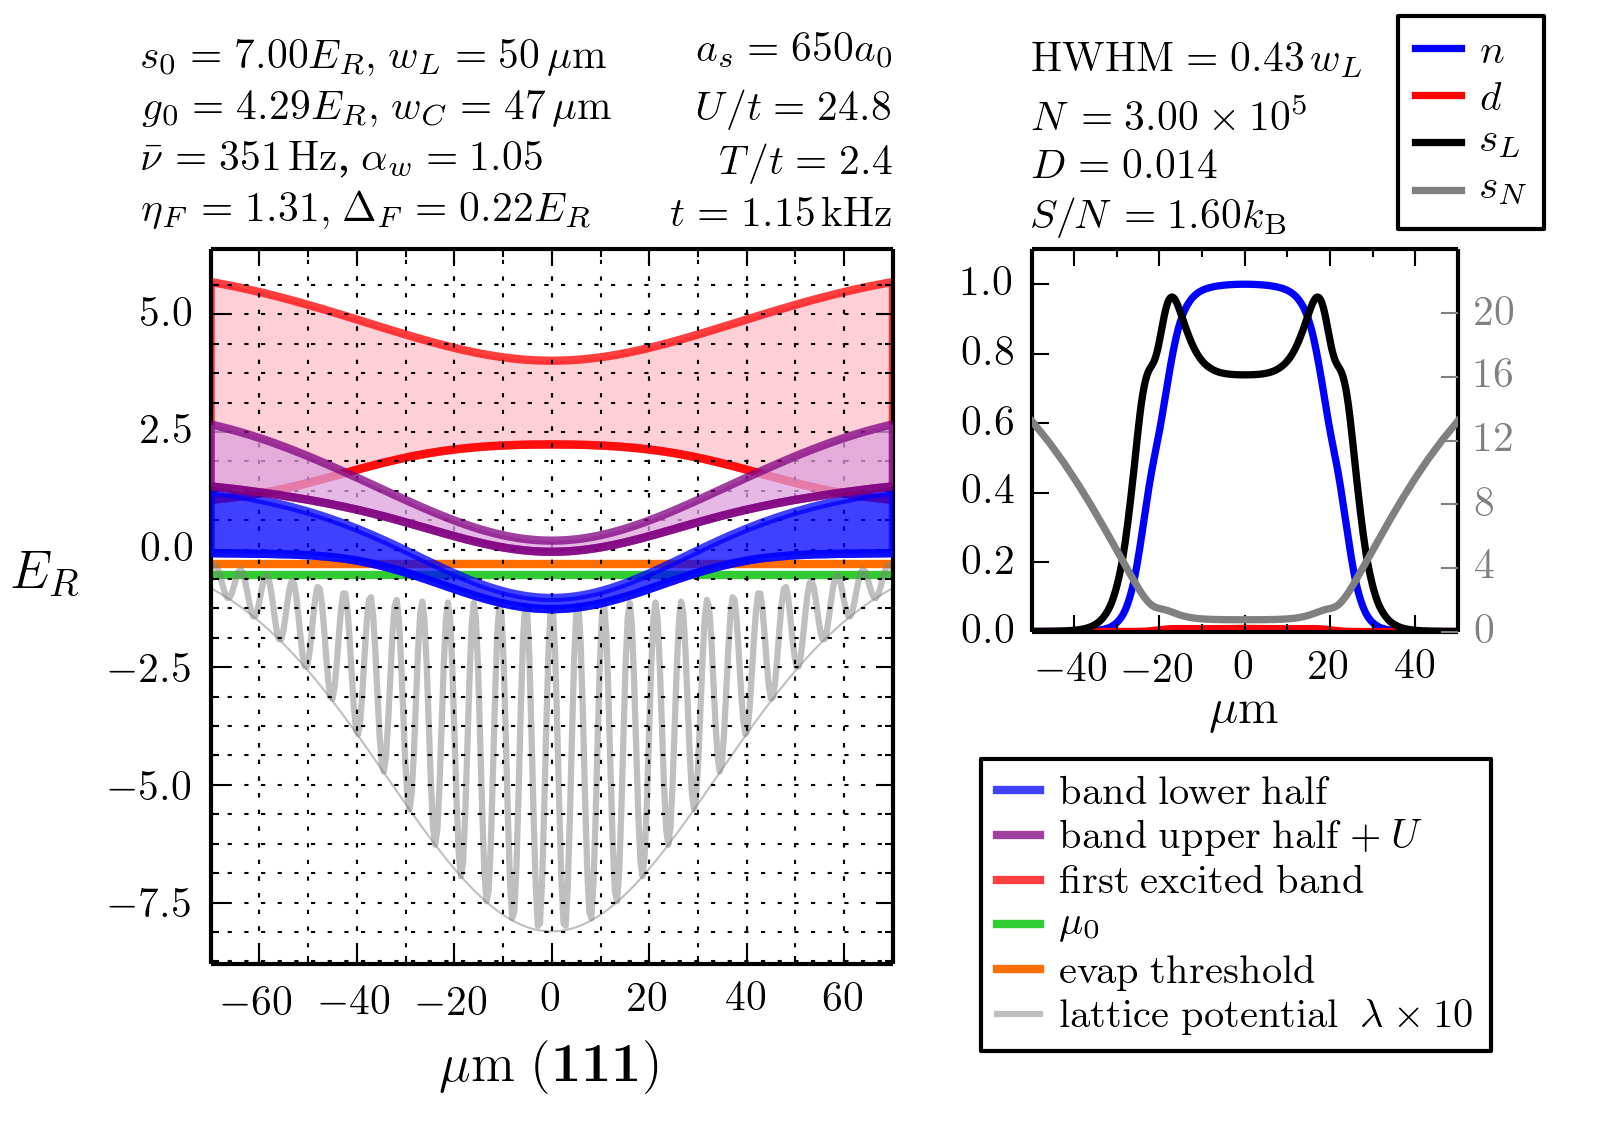 s₀ = 7.00E_R, w_L = 50 μm
g₀ = 4.29E_R, w_C = 47 μm
ν̄ = 351 Hz, α_w = 1.05
η_F = 1.31, Δ_F = 0.22E_R
a_s = 650a₀
U/t = 24.8
T/t = 2.4
t = 1.15 kHz
HWHM = 0.43 w_L
N = 3.00 × 10⁵
D = 0.014
S/N = 1.60k_B
n
d
s_L
s_N
E_R
5.0
2.5
0.0
−2.5
−5.0
−7.5
−60 −40 −20 0 20 40 60
μm (111)
1.0
0.8
0.6
0.4
0.2
0.0
20
16
12
8
4
0
−40 −20 0 20 40
μm
band lower half
band upper half + U
first excited band
μ₀
evap threshold
lattice potential λ × 10